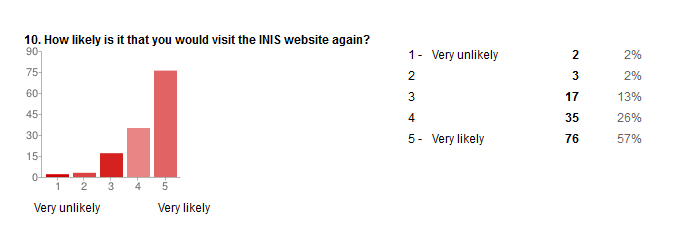 10. How likely is it that you would visit the INIS website again?
90
75
60
45
30
15
0
1 2 3 4 5
Very unlikely Very likely
1 - Very unlikely 2 2%
2 3 2%
3 17 13%
4 35 26%
5 - Very likely 76 57%